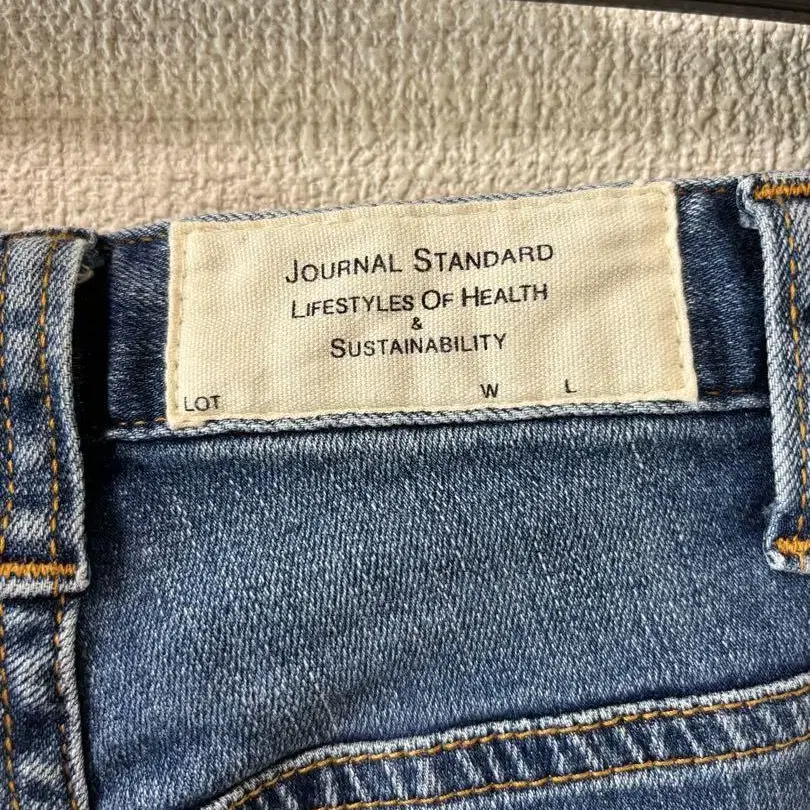 JOURNAL STANDARD
LIFESTYLES OF HEALTH
&
SUSTAINABILITY
LOT W L